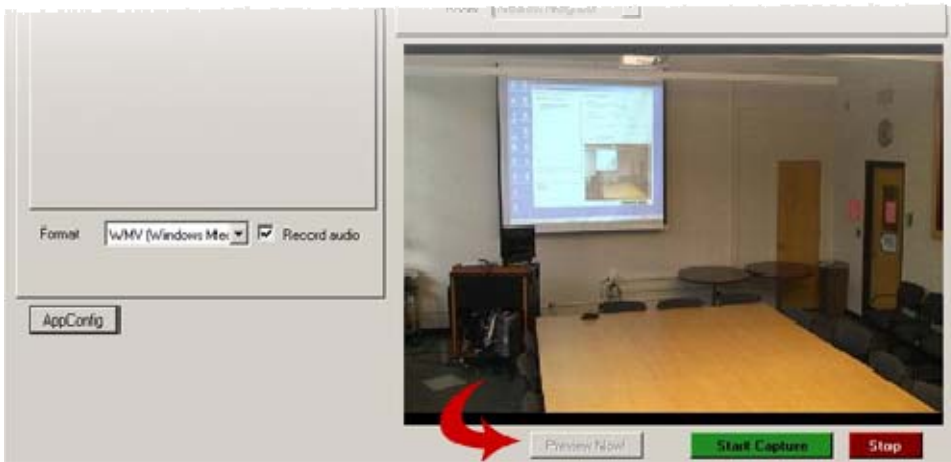 Format
WMV (Windows Med
Record audio
AppConfig
Preview Now!
Start Capture
Stop